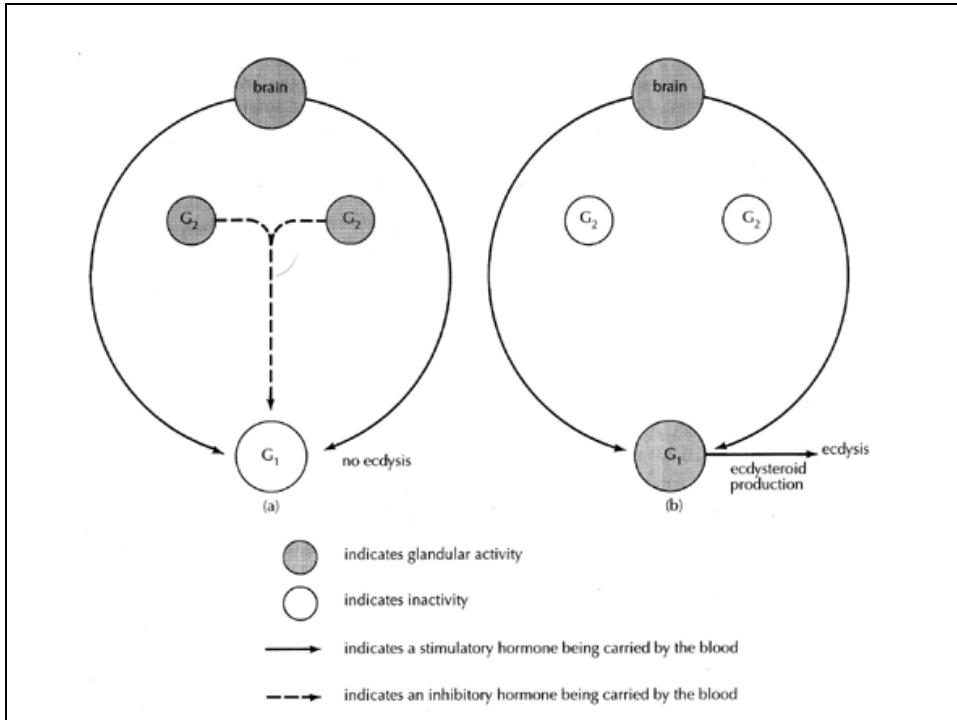 brain
brain
G₂
G₂
G₂
G₂
G₁
no ecdysis
G₁
ecdysis
ecdysteroid
production
(a)
(b)
indicates glandular activity
indicates inactivity
indicates a stimulatory hormone being carried by the blood
indicates an inhibitory hormone being carried by the blood